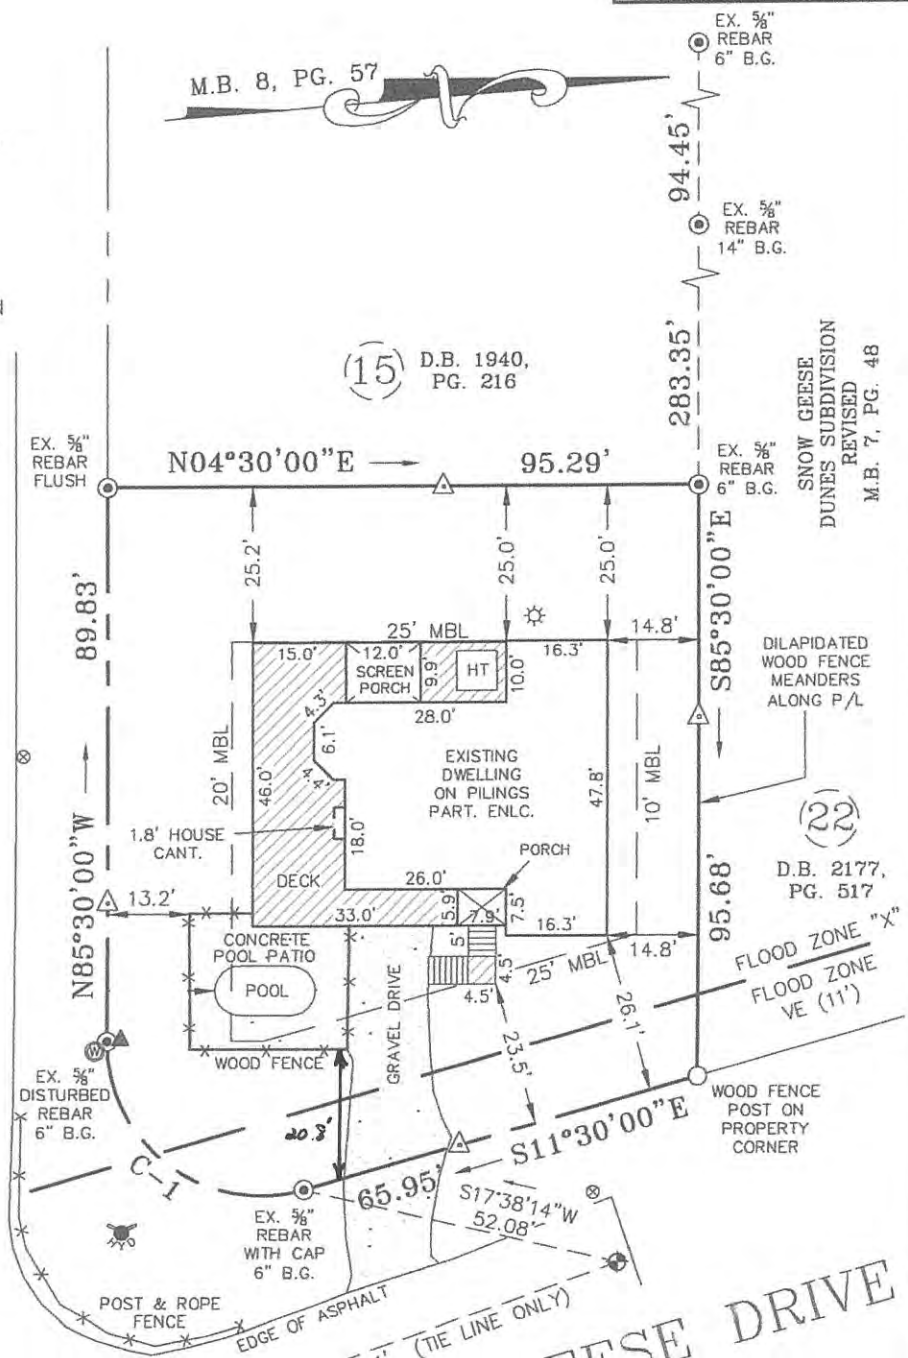 EX. ⅝"
REBAR
6" B.G.
M.B. 8, PG. 57
94.45'
EX. ⅝"
REBAR
14" B.G.
283.35'
SNOW GEESE
DUNES SUBDIVISION
REVISED
M.B. 7, PG. 48
15
D.B. 1940,
PG. 216
EX. ⅝"
REBAR
FLUSH
N04°30'00"E
95.29'
EX. ⅝"
REBAR
6" B.G.
25.2'
25.0'
25.0'
89.83'
S85°30'00"E
25' MBL
14.8'
15.0'
12.0'
16.3'
SCREEN
PORCH
9.9'
HT
10.0'
DILAPIDATED
WOOD FENCE
MEANDERS
ALONG P/L
4.3'
28.0'
6.1'
20' MBL
46.0'
4.4'
EXISTING
DWELLING
ON PILINGS
PART. ENLC.
47.8'
10' MBL
1.8' HOUSE
CANT.
18.0'
22
PORCH
D.B. 2177,
PG. 517
N85°30'00"W
DECK
26.0'
95.68'
13.2'
33.0'
5.9
7.9'
7.5'
16.3'
14.8'
CONCRETE
POOL PATIO
5'
25' MBL
FLOOD ZONE "X"
FLOOD ZONE
VE (11')
POOL
4.5'
4.5'
GRAVEL DRIVE
26.1'
23.5'
W
WOOD FENCE
EX. ⅝"
DISTURBED
REBAR
6" B.G.
20.8'
WOOD FENCE
POST ON
PROPERTY
CORNER
S11°30'00"E
C-1
65.95'
S17°38'14"W
52.08'
EX. ⅝"
REBAR
WITH CAP
6" B.G.
HYD
POST & ROPE
FENCE
EDGE OF ASPHALT
(TIE LINE ONLY)
EESE DRIVE